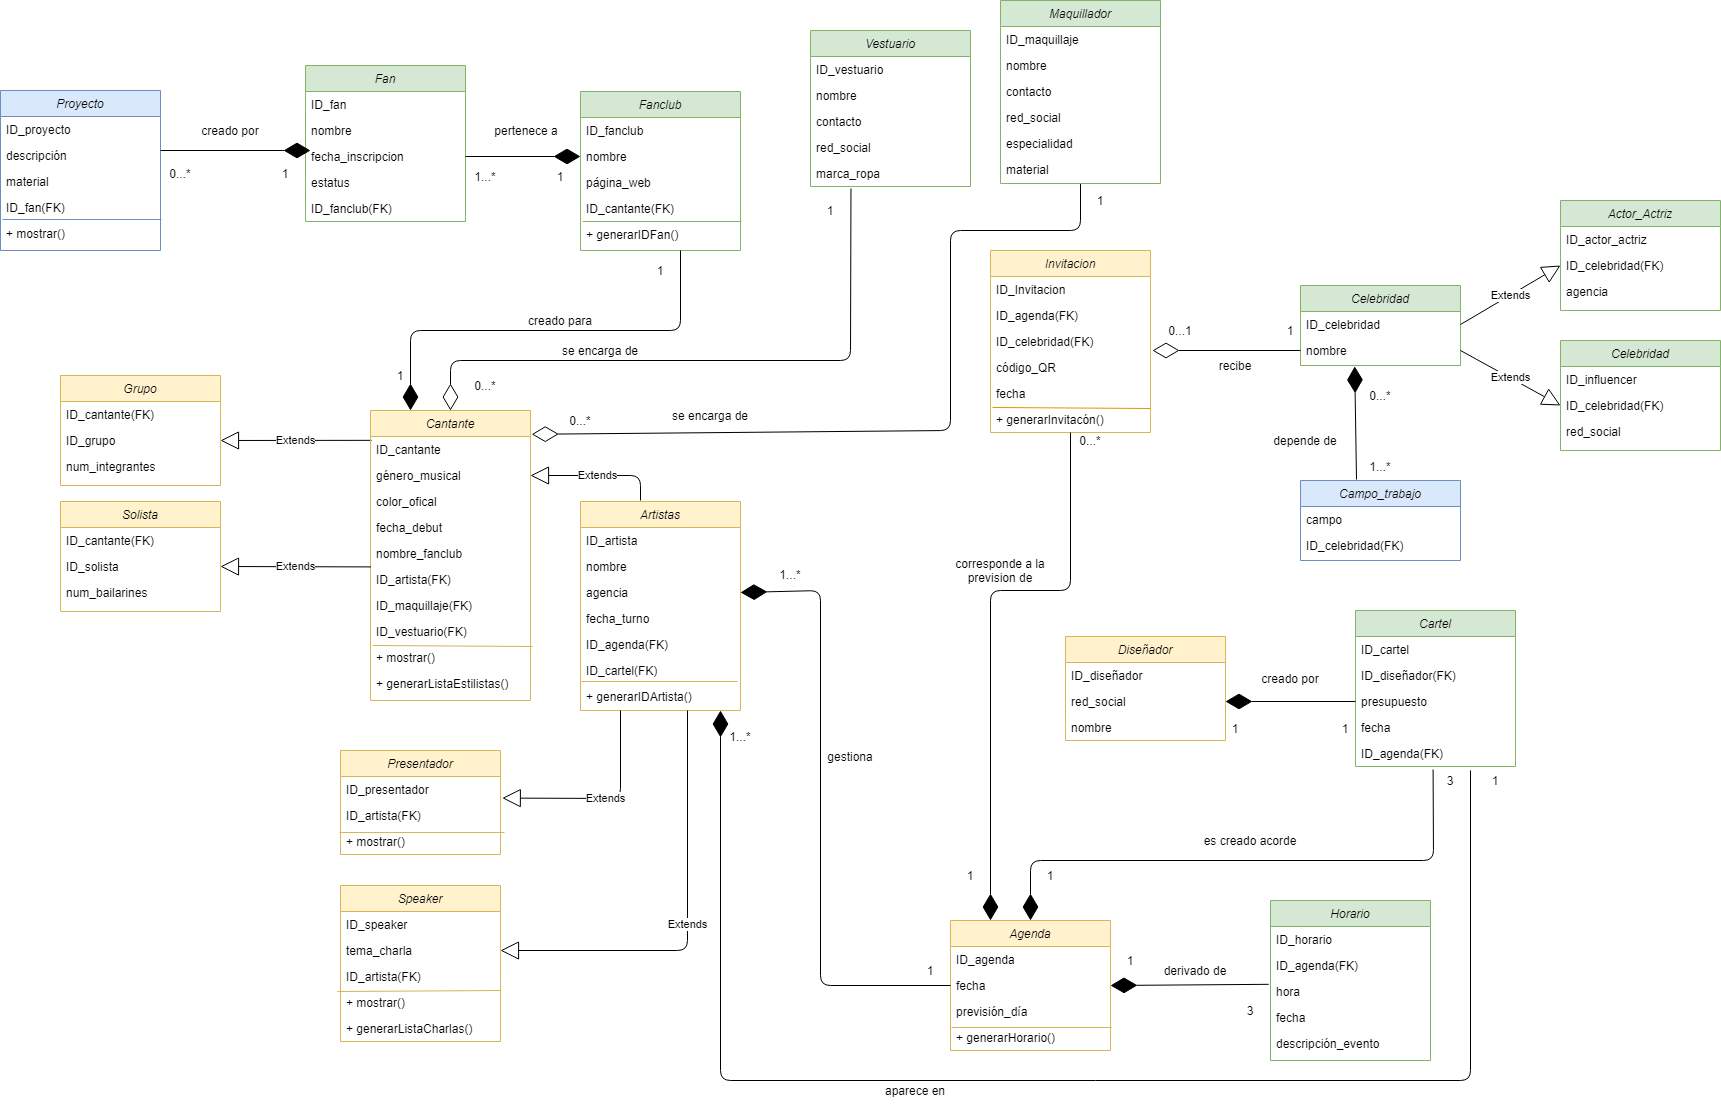 Proyecto
ID_proyecto
descripción
material
ID_fan(FK)
+ mostrar()
creado por
0...*
1
Fan
ID_fan
nombre
fecha_inscripcion
estatus
ID_fanclub(FK)
pertenece a
1...*
1
Fanclub
ID_fanclub
nombre
página_web
ID_cantante(FK)
+ generarIDFan()
1
creado para
1
Vestuario
ID_vestuario
nombre
contacto
red_social
marca_ropa
1
se encarga de
0...*
Maquillador
ID_maquillaje
nombre
contacto
red_social
especialidad
material
1
se encarga de
0...*
Invitacion
ID_Invitacion
ID_agenda(FK)
ID_celebridad(FK)
código_QR
fecha
+ generarInvitacón()
0...1
1
recibe
0...*
Celebridad
ID_celebridad
nombre
Extends
Extends
Actor_Actriz
ID_actor_actriz
ID_celebridad(FK)
agencia
Celebridad
ID_influencer
ID_celebridad(FK)
red_social
0...*
depende de
1...*
Campo_trabajo
campo
ID_celebridad(FK)
Grupo
ID_cantante(FK)
ID_grupo
num_integrantes
Extends
Solista
ID_cantante(FK)
ID_solista
num_bailarines
Extends
Cantante
ID_cantante
género_musical
color_ofical
fecha_debut
nombre_fanclub
ID_artista(FK)
ID_maquillaje(FK)
ID_vestuario(FK)
+ mostrar()
+ generarListaEstilistas()
Extends
Artistas
ID_artista
nombre
agencia
fecha_turno
ID_agenda(FK)
ID_cartel(FK)
+ generarIDArtista()
1...*
gestiona
1
1...*
corresponde a la
prevision de
1
Diseñador
ID_diseñador
red_social
nombre
creado por
1
1
Cartel
ID_cartel
ID_diseñador(FK)
presupuesto
fecha
ID_agenda(FK)
3
1
es creado acorde
1
Presentador
ID_presentador
ID_artista(FK)
+ mostrar()
Extends
Speaker
ID_speaker
tema_charla
ID_artista(FK)
+ mostrar()
+ generarListaCharlas()
Extends
Agenda
ID_agenda
fecha
previsión_día
+ generarHorario()
1
derivado de
3
Horario
ID_horario
ID_agenda(FK)
hora
fecha
descripción_evento
aparece en